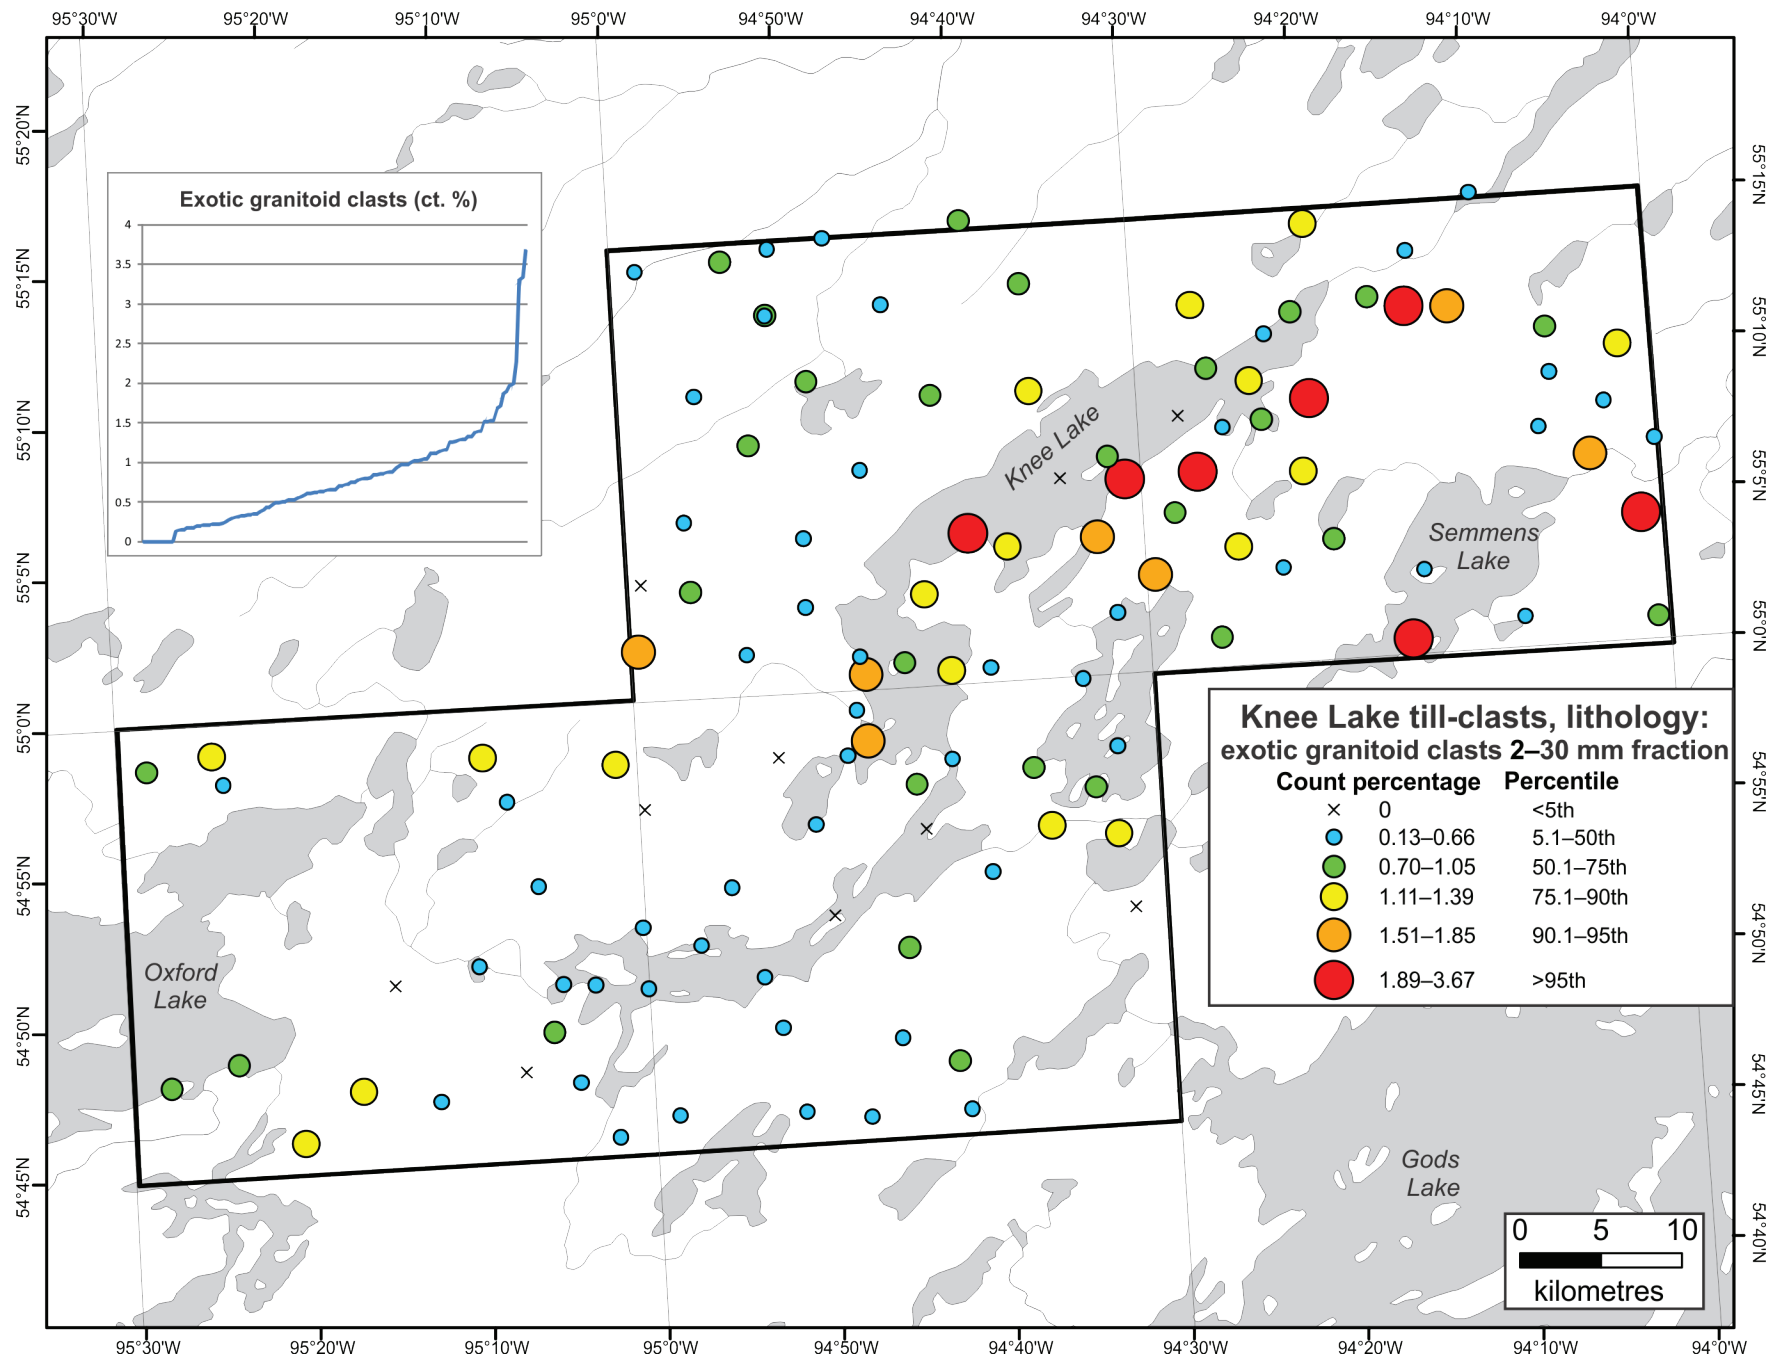 95°30'W 95°20'W 95°10'W 95°0'W 94°50'W 94°40'W 94°30'W 94°20'W 94°10'W 94°0'W
55°20'N
55°15'N
55°10'N
55°5'N
55°0'N
54°55'N
54°50'N
54°45'N
Exotic granitoid clasts (ct. %)
4
3.5
3
2.5
2
1.5
1
0.5
0
Knee Lake
Semmens
Lake
Oxford
Lake
Gods
Lake
55°15'N
55°10'N
55°5'N
55°0'N
54°55'N
54°50'N
54°45'N
54°40'N
Knee Lake till-clasts, lithology:
exotic granitoid clasts 2–30 mm fraction
Count percentage Percentile
0 <5th
0.13–0.66 5.1–50th
0.70–1.05 50.1–75th
1.11–1.39 75.1–90th
1.51–1.85 90.1–95th
1.89–3.67 >95th
0 5 10
kilometres
95°30'W 95°20'W 95°10'W 95°0'W 94°50'W 94°40'W 94°30'W 94°20'W 94°10'W 94°0'W